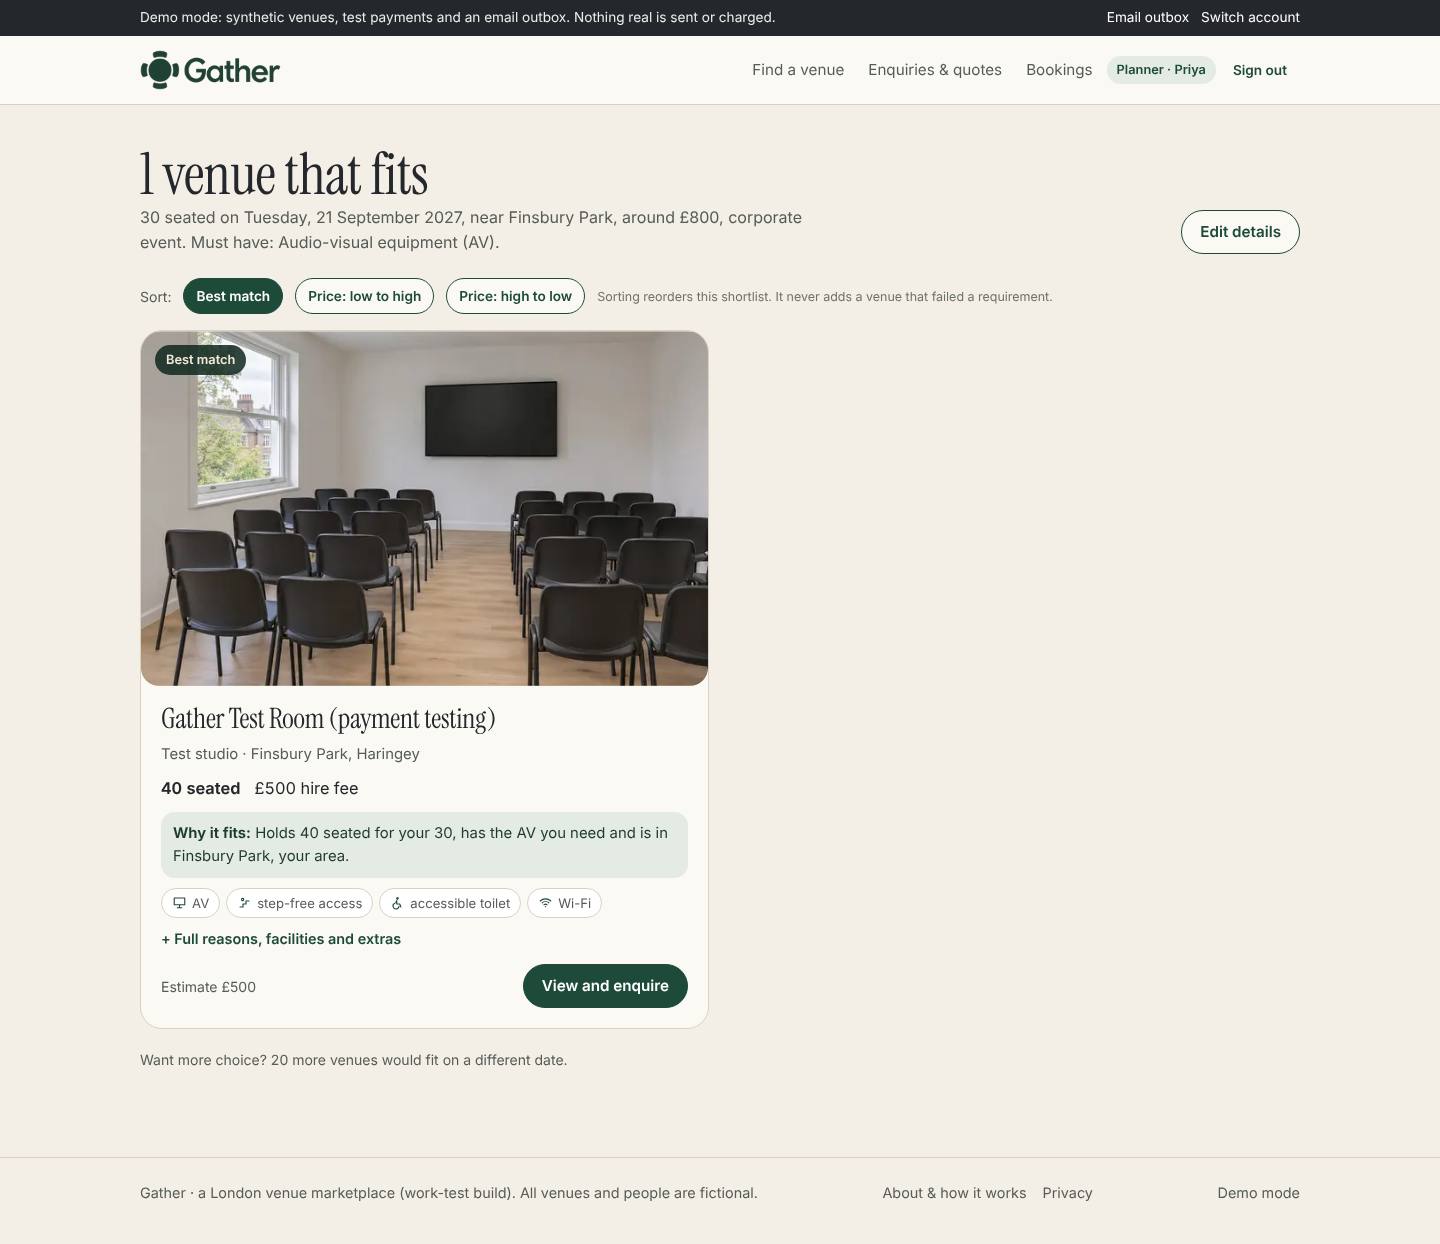 Demo mode: synthetic venues, test payments and an email outbox. Nothing real is sent or charged.
Email outbox Switch account
Gather
Find a venue Enquiries & quotes Bookings Planner · Priya Sign out
1 venue that fits
30 seated on Tuesday, 21 September 2027, near Finsbury Park, around £800, corporate
event. Must have: Audio-visual equipment (AV).
Edit details
Sort: Best match Price: low to high Price: high to low Sorting reorders this shortlist. It never adds a venue that failed a requirement.
Best match
Gather Test Room (payment testing)
Test studio · Finsbury Park, Haringey
40 seated £500 hire fee
Why it fits: Holds 40 seated for your 30, has the AV you need and is in
Finsbury Park, your area.
AV step-free access accessible toilet Wi-Fi
+ Full reasons, facilities and extras
Estimate £500
View and enquire
Want more choice? 20 more venues would fit on a different date.
Gather · a London venue marketplace (work-test build). All venues and people are fictional.
About & how it works Privacy
Demo mode